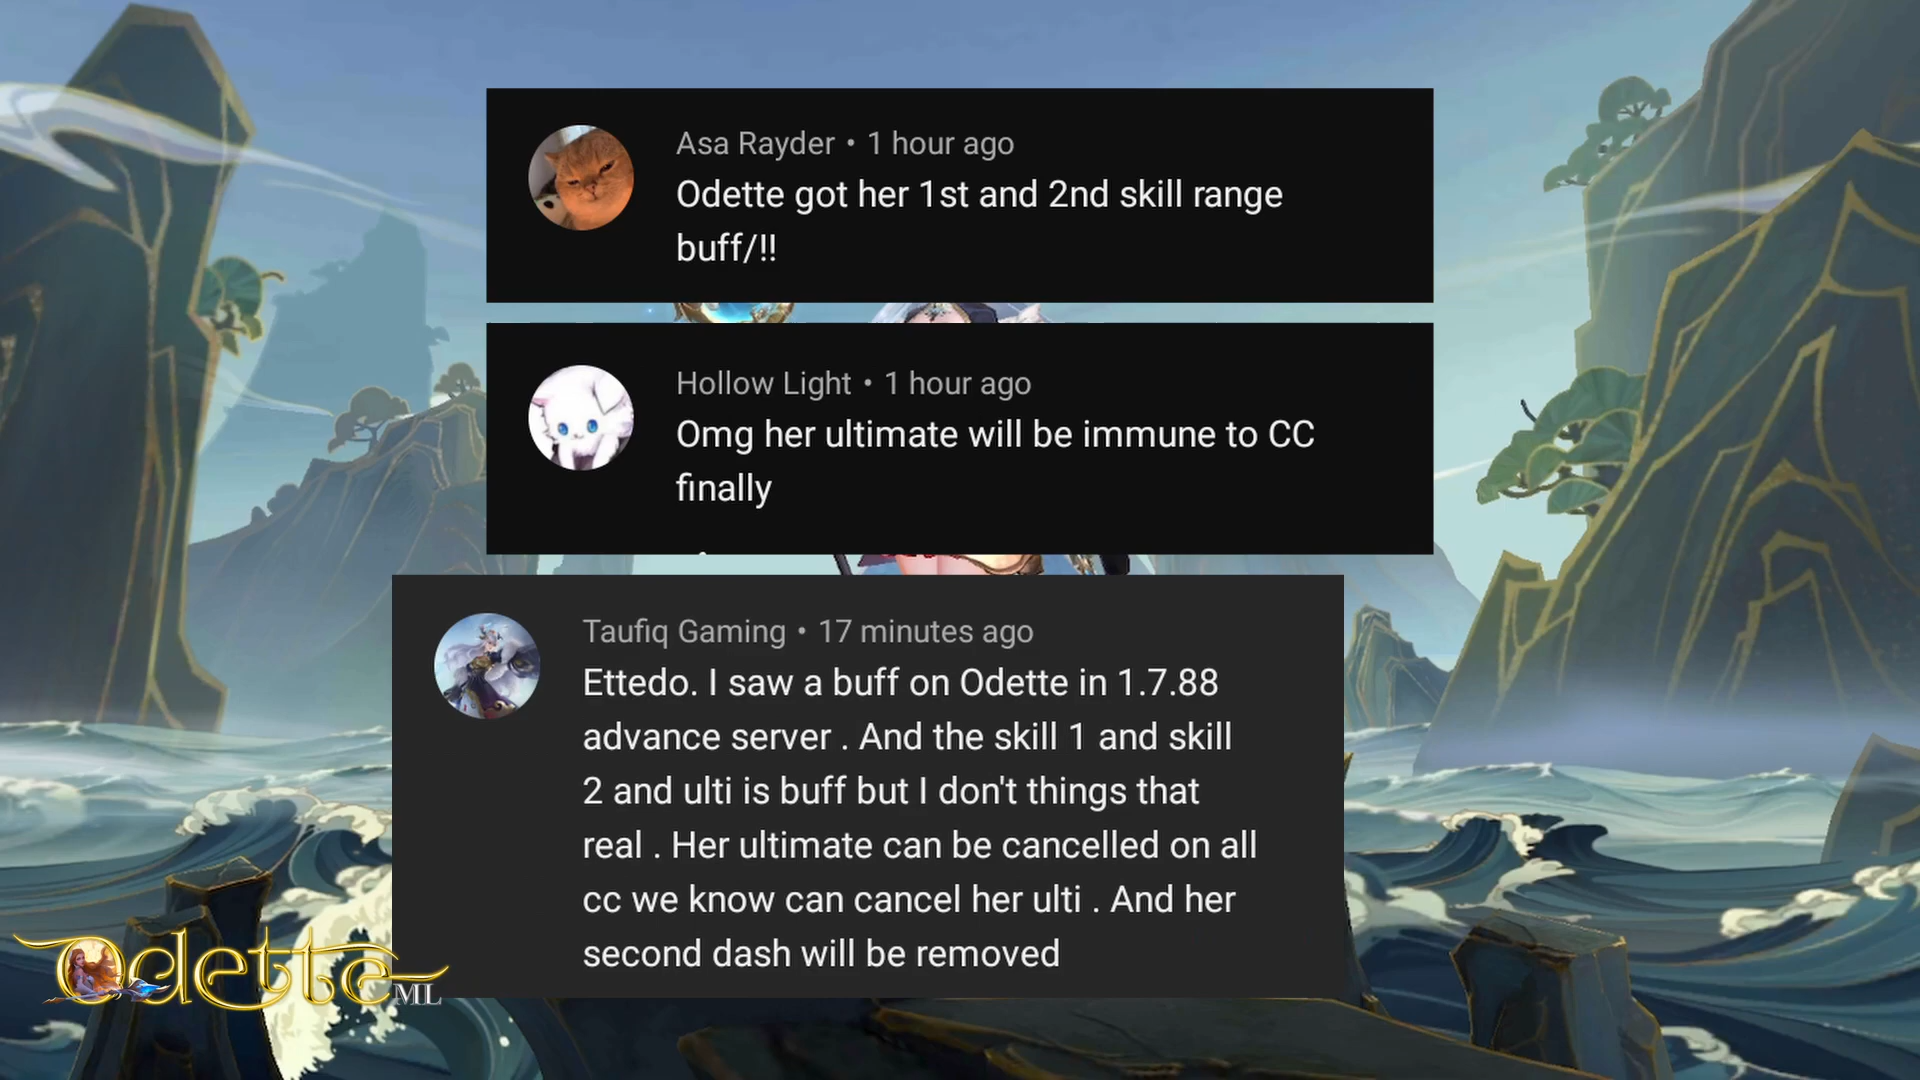 Asa Rayder • 1 hour ago
Odette got her 1st and 2nd skill range
buff/!!
Hollow Light • 1 hour ago
Omg her ultimate will be immune to CC
finally
Taufiq Gaming • 17 minutes ago
Ettedo. I saw a buff on Odette in 1.7.88
advance server . And the skill 1 and skill
2 and ulti is buff but I don't things that
real . Her ultimate can be cancelled on all
cc we know can cancel her ulti . And her
second dash will be removed
Odette
ML